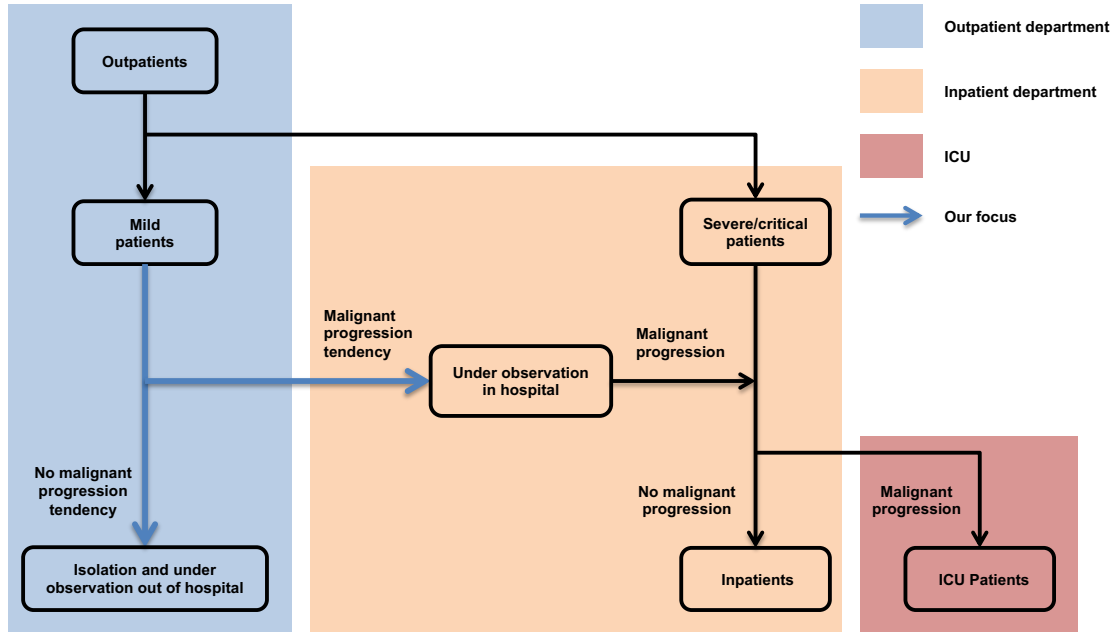 Outpatients
Outpatient department
Inpatient department
ICU
Our focus
Mild
patients
Severe/critical
patients
Malignant
progression
tendency
Under observation
in hospital
Malignant
progression
No malignant
progression
tendency
No malignant
progression
Malignant
progression
Isolation and under
observation out of hospital
Inpatients
ICU Patients